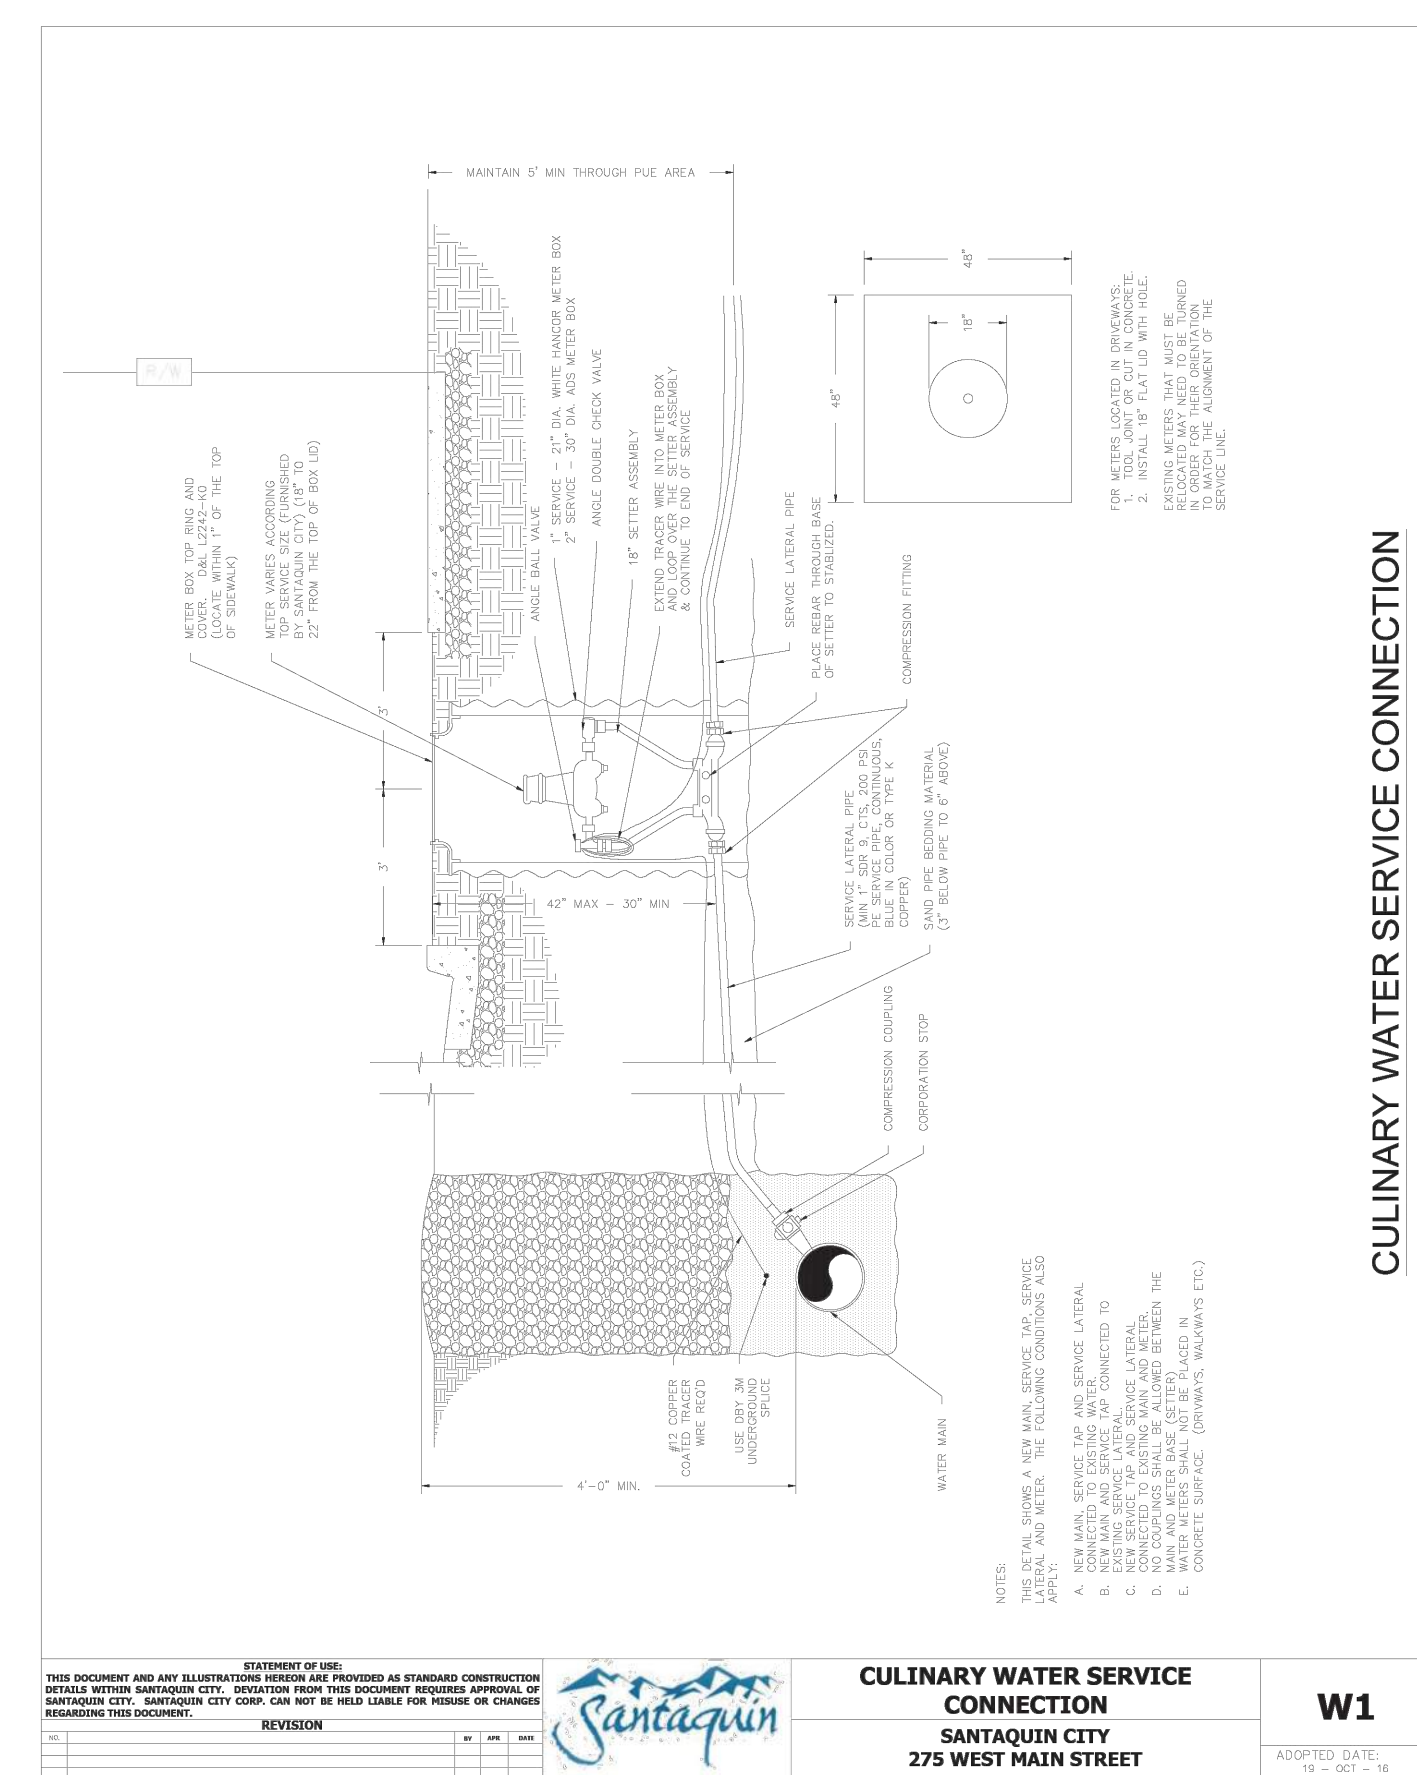 MAINTAIN 5' MIN THROUGH PUE AREA
R/W
METER BOX TOP RING AND
COVER.  D&L L2242-K0
(LOCATE WITHIN 1" OF THE TOP
OF SIDEWALK)
METER VARIES ACCORDING
TOP SERVICE SIZE (FURNISHED
BY SANTAQUIN CITY) (18" TO
22" FROM THE TOP OF BOX LID)
ANGLE BALL VALVE
1" SERVICE - 21" DIA. WHITE HANCOR METER BOX
2" SERVICE - 30" DIA. ADS METER BOX
ANGLE DOUBLE CHECK VALVE
18" SETTER ASSEMBLY
EXTEND TRACER WIRE INTO METER BOX
AND LOOP OVER THE SETTER ASSEMBLY
& CONTINUE TO END OF SERVICE
SERVICE LATERAL PIPE
PLACE REBAR THROUGH BASE
OF SETTER TO STABLIZED.
COMPRESSION FITTING
48"
48"
18"
FOR METERS LOCATED IN DRIVEWAYS:
1. TOOL JOINT OR CUT IN CONCRETE.
2. INSTALL 18" FLAT LID WITH HOLE.
EXISTING METERS THAT MUST BE
RELOCATED MAY NEED TO BE TURNED
IN ORDER FOR THEIR ORIENTATION
TO MATCH THE ALIGNMENT OF THE
SERVICE LINE.
3'
3'
42" MAX - 30" MIN
SERVICE LATERAL PIPE
(MIN 1" SDR 9, CTS, 200 PSI
PE SERVICE PIPE, CONTINUOUS,
BLUE IN COLOR OR TYPE K
COPPER)
SAND PIPE BEDDING MATERIAL
(3" BELOW PIPE TO 6" ABOVE)
COMPRESSION COUPLING
CORPORATION STOP
#12 COPPER
COATED TRACER
WIRE REQ'D
USE DBY 3M
UNDERGROUND
SPLICE
WATER MAIN
4'-0" MIN.
NOTES:
THIS DETAIL SHOWS A NEW MAIN, SERVICE TAP, SERVICE
LATERAL AND METER.  THE FOLLOWING CONDITIONS ALSO
APPLY:
A. NEW MAIN, SERVICE TAP AND SERVICE LATERAL
CONNECTED TO EXISTING WATER.
B. NEW MAIN AND SERVICE TAP CONNECTED TO
EXISTING SERVICE LATERAL.
C. NEW SERVICE TAP AND SERVICE LATERAL
CONNECTED TO EXISTING MAIN AND METER.
D. NO COUPLINGS SHALL BE ALLOWED BETWEEN THE
MAIN AND METER BASE (SETTER)
E. WATER METERS SHALL NOT BE PLACED IN
CONCRETE SURFACE.  (DRIVWAYS, WALKWAYS ETC.)
CULINARY WATER SERVICE CONNECTION
STATEMENT OF USE:
THIS DOCUMENT AND ANY ILLUSTRATIONS HEREON ARE PROVIDED AS STANDARD CONSTRUCTION
DETAILS WITHIN SANTAQUIN CITY.  DEVIATION FROM THIS DOCUMENT REQUIRES APPROVAL OF
SANTAQUIN CITY.  SANTAQUIN CITY CORP. CAN NOT BE HELD LIABLE FOR MISUSE OR CHANGES
REGARDING THIS DOCUMENT.
REVISION
NO. BY APR DATE
Santaquin
CULINARY WATER SERVICE
CONNECTION
SANTAQUIN CITY
275 WEST MAIN STREET
W1
ADOPTED DATE:
19 - OCT - 16